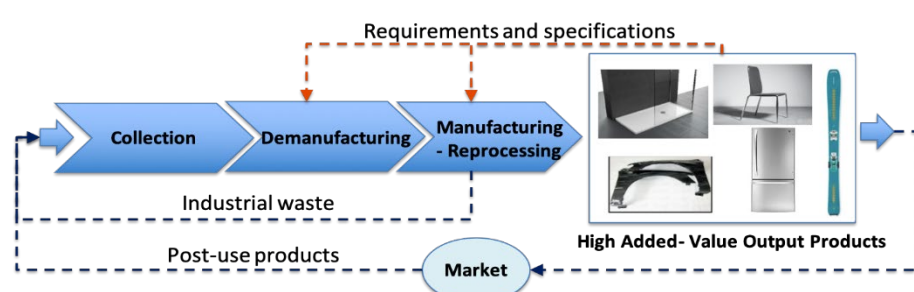 Requirements and specifications
Collection
Demanufacturing
Manufacturing
- Reprocessing
Industrial waste
High Added- Value Output Products
Post-use products
Market